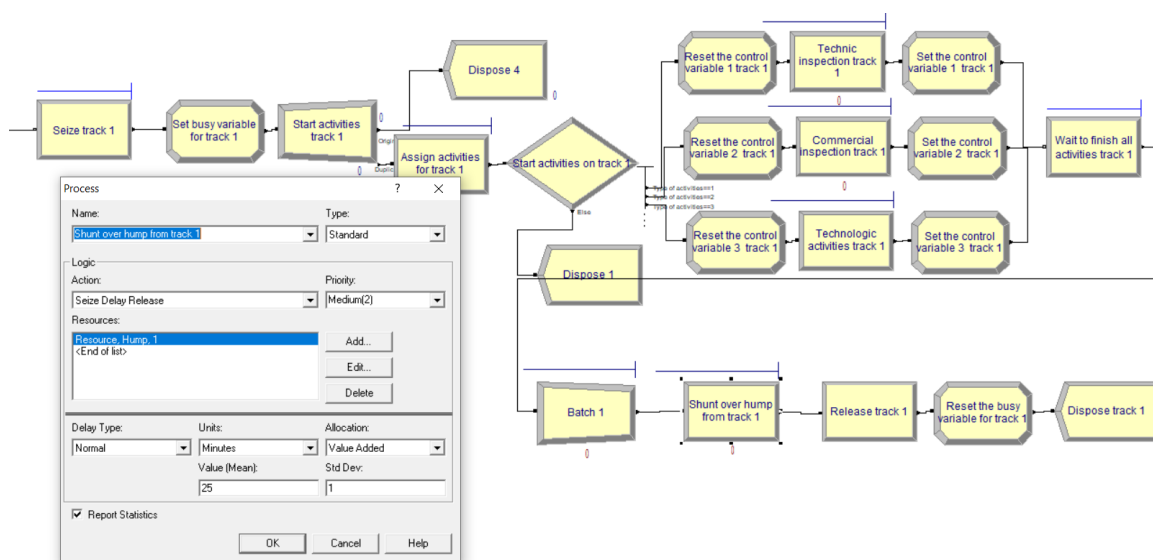 Dispose 4
0
Seize track 1
Set busy variable
for track 1
Start activities
track 1
0
Origin
0
Duplic
Assign activities
for track 1
Start activities on track 1
Type of activities==1
Type of activities==2
Type of activities==3
Else
Reset the control
variable 1 track 1
Technic
inspection track
1
0
Set the control
variable 1 track 1
Reset the control
variable 2 track 1
Commercial
inspection track 1
0
Set the control
variable 2 track 1
Reset the control
variable 3 track 1
Technologic
activities track 1
Set the control
variable 3 track 1
Wait to finish all
activities track 1
Dispose 1
Batch 1
0
Shunt over hump
from track 1
0
Release track 1
Reset the busy
variable for track 1
Dispose track 1
Process
?
Name:
Type:
Shunt over hump from track 1
Standard
Logic
Action:
Priority:
Seize Delay Release
Medium(2)
Resources:
Resource, Hump, 1
<End of list>
Add...
Edit...
Delete
Delay Type:
Units:
Allocation:
Normal
Minutes
Value Added
Value (Mean):
Std Dev:
25
1
Report Statistics
OK
Cancel
Help